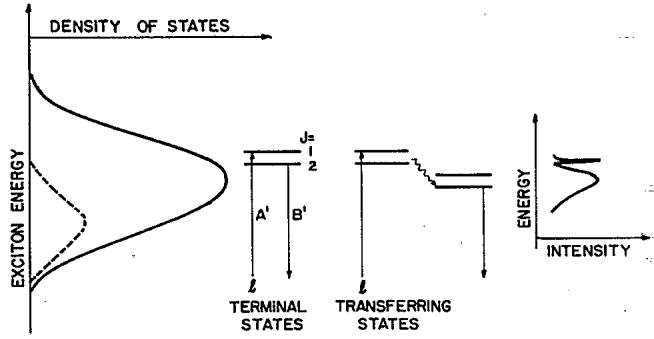 DENSITY OF STATES
EXCITON ENERGY
J=
1
2
A'
B'
l
TERMINAL
STATES
l
TRANSFERRING
STATES
ENERGY
INTENSITY